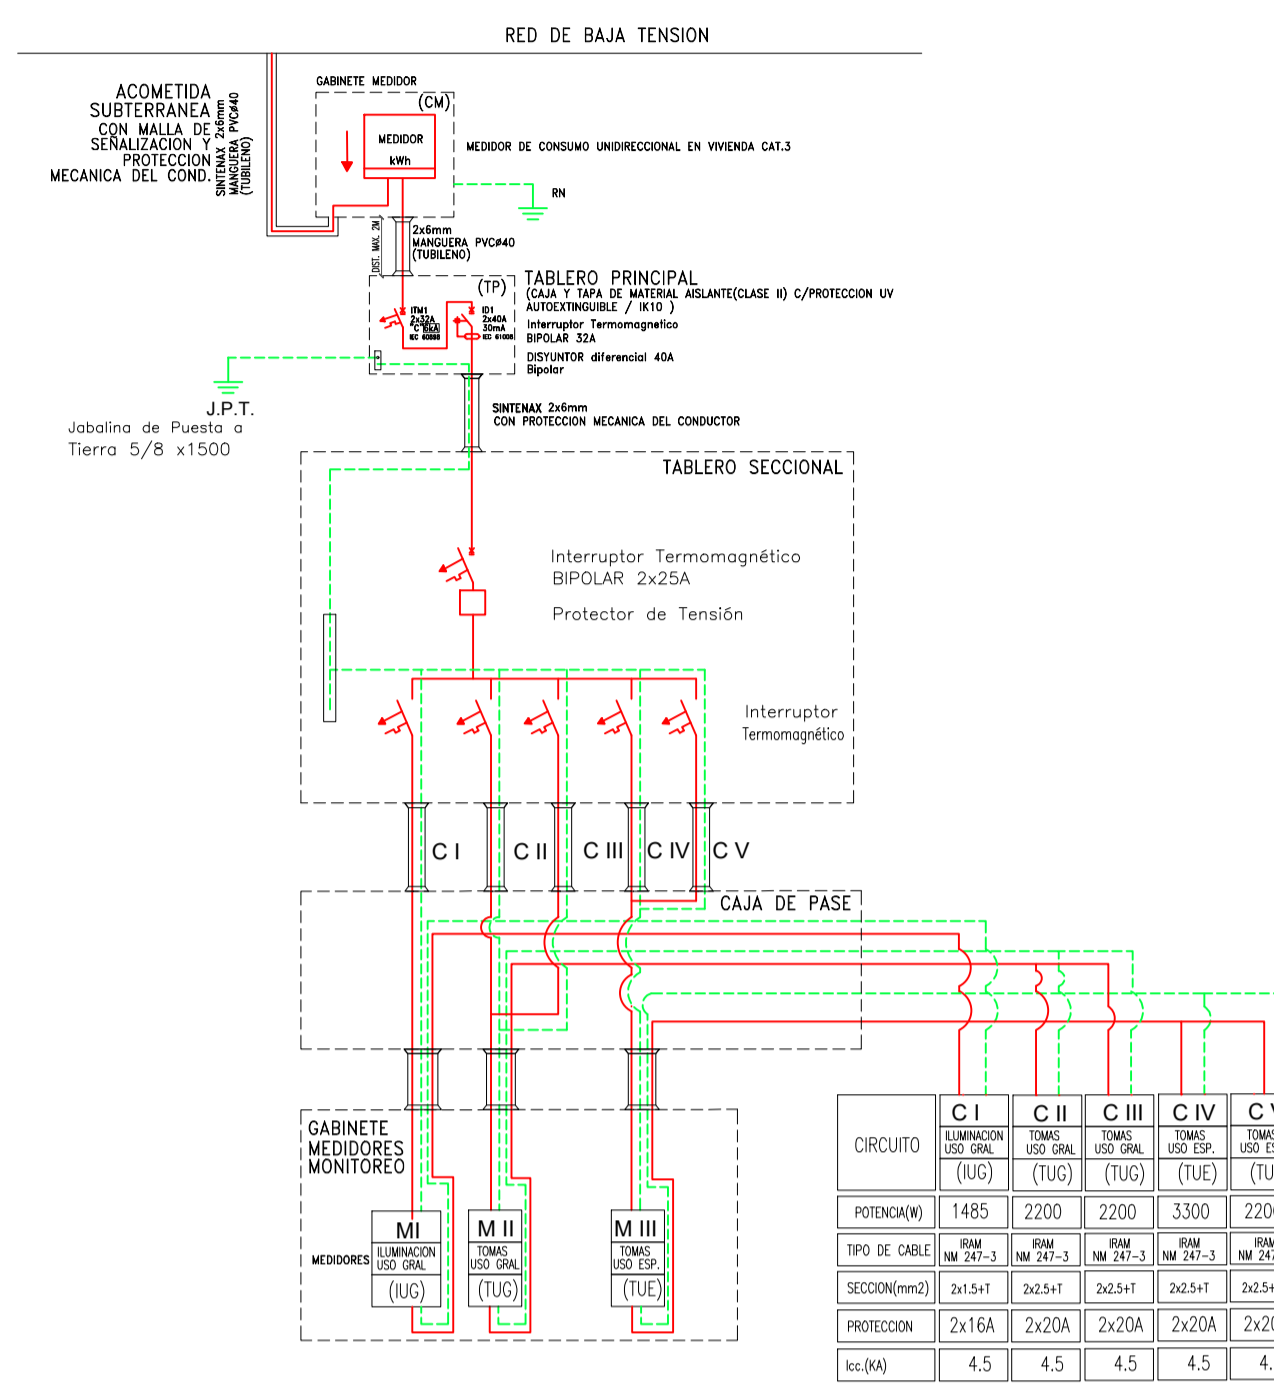 RED DE BAJA TENSION
ACOMETIDA
SUBTERRANEA
CON MALLA DE
SEÑALIZACION Y
PROTECCION
MECANICA DEL COND.
SINTENAX 2x6mm
MANGUERA PVCø40
(TUBILENO)
GABINETE MEDIDOR
(CM)
MEDIDOR
kWh
MEDIDOR DE CONSUMO UNIDIRECCIONAL EN VIVIENDA CAT.3
RN
DIST. MAX. 2M
2x6mm
MANGUERA PVCø40
(TUBILENO)
(TP)
TABLERO PRINCIPAL
(CAJA Y TAPA DE MATERIAL AISLANTE(CLASE II) C/PROTECCION UV
AUTOEXTINGUIBLE / IK10 )
ITM1
2x32A
"C" 6kA
IEC 60898
ID1
2x40A
30mA
IEC 61008
Interruptor Termomagnetico
BIPOLAR 32A
DISYUNTOR diferencial 40A
Bipolar
J.P.T.
Jabalina de Puesta a
Tierra 5/8 x1500
SINTENAX 2x6mm
CON PROTECCION MECANICA DEL CONDUCTOR
TABLERO SECCIONAL
Interruptor Termomagnético
BIPOLAR 2x25A
Protector de Tensión
Interruptor
Termomagnético
C I
C II
C III
C IV
C V
CAJA DE PASE
GABINETE
MEDIDORES
MONITOREO
MEDIDORES
MI
ILUMINACION
USO GRAL
(IUG)
M II
TOMAS
USO GRAL
(TUG)
M III
TOMAS
USO ESP.
(TUE)
CIRCUITO
C I
ILUMINACION
USO GRAL
(IUG)
C II
TOMAS
USO GRAL
(TUG)
C III
TOMAS
USO GRAL
(TUG)
C IV
TOMAS
USO ESP.
(TUE)
POTENCIA(W) 1485 2200 2200 3300
TIPO DE CABLE
IRAM
NM 247-3
IRAM
NM 247-3
IRAM
NM 247-3
IRAM
NM 247-3
SECCION(mm2) 2x1.5+T 2x2.5+T 2x2.5+T 2x2.5+T
PROTECCION 2x16A 2x20A 2x20A 2x20A
Icc.(KA) 4.5 4.5 4.5 4.5